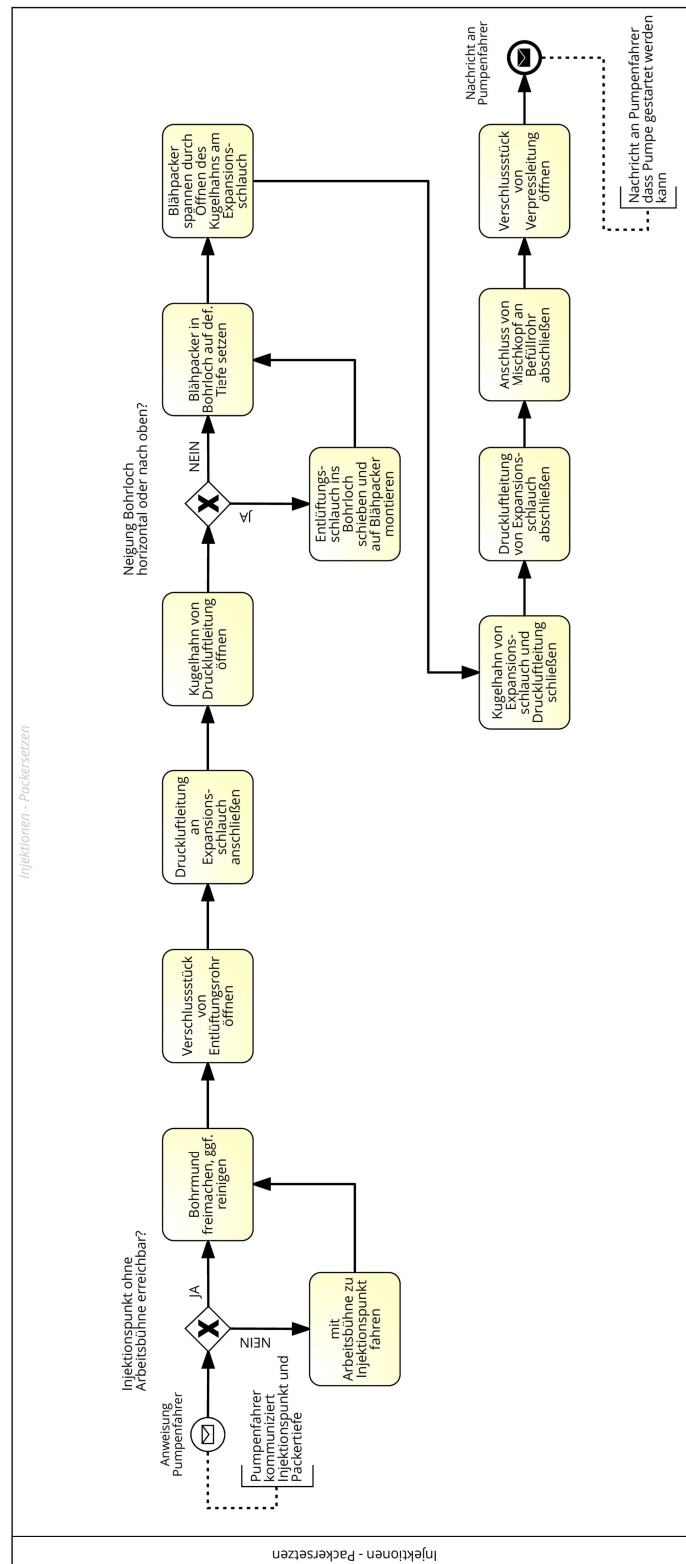 Injektionen - Packersetzen
Injektionen - Packersetzen
Anweisung
Pumpenfahrer
Pumpenfahrer
kommuniziert
Injektionspunkt und
Packertiefe
Injektionspunkt ohne
Arbeitsbühne erreichbar?
JA
NEIN
mit
Arbeitsbühne zu
Injektionspunkt
fahren
Bohrmund
freimachen, ggf.
reinigen
Verschlussstück
von
Entlüftungsrohr
öffnen
Druckluftleitung
an
Expansions-
schlauch
anschließen
Kugelhahn von
Druckluftleitung
öffnen
Neigung Bohrloch
horizontal oder nach oben?
NEIN
JA
Entlüftungs-
schlauch ins
Bohrloch
schieben und
auf Blähpacker
montieren
Blähpacker in
Bohrloch auf def.
Tiefe setzen
Blähpacker
spannen durch
Öffnen des
Kugelhahns am
Expansions-
schlauch
Kugelhahn von
Expansions-
schlauch und
Druckluftleitung
schließen
Druckluftleitung
von Expansions-
schlauch
abschließen
Anschluss von
Mischkopf an
Befüllrohr
abschließen
Verschlussstück
von
Verpressleitung
öffnen
Nachricht an
Pumpenfahrer
Nachricht an Pumpenfahrer
dass Pumpe gestartet werden
kann